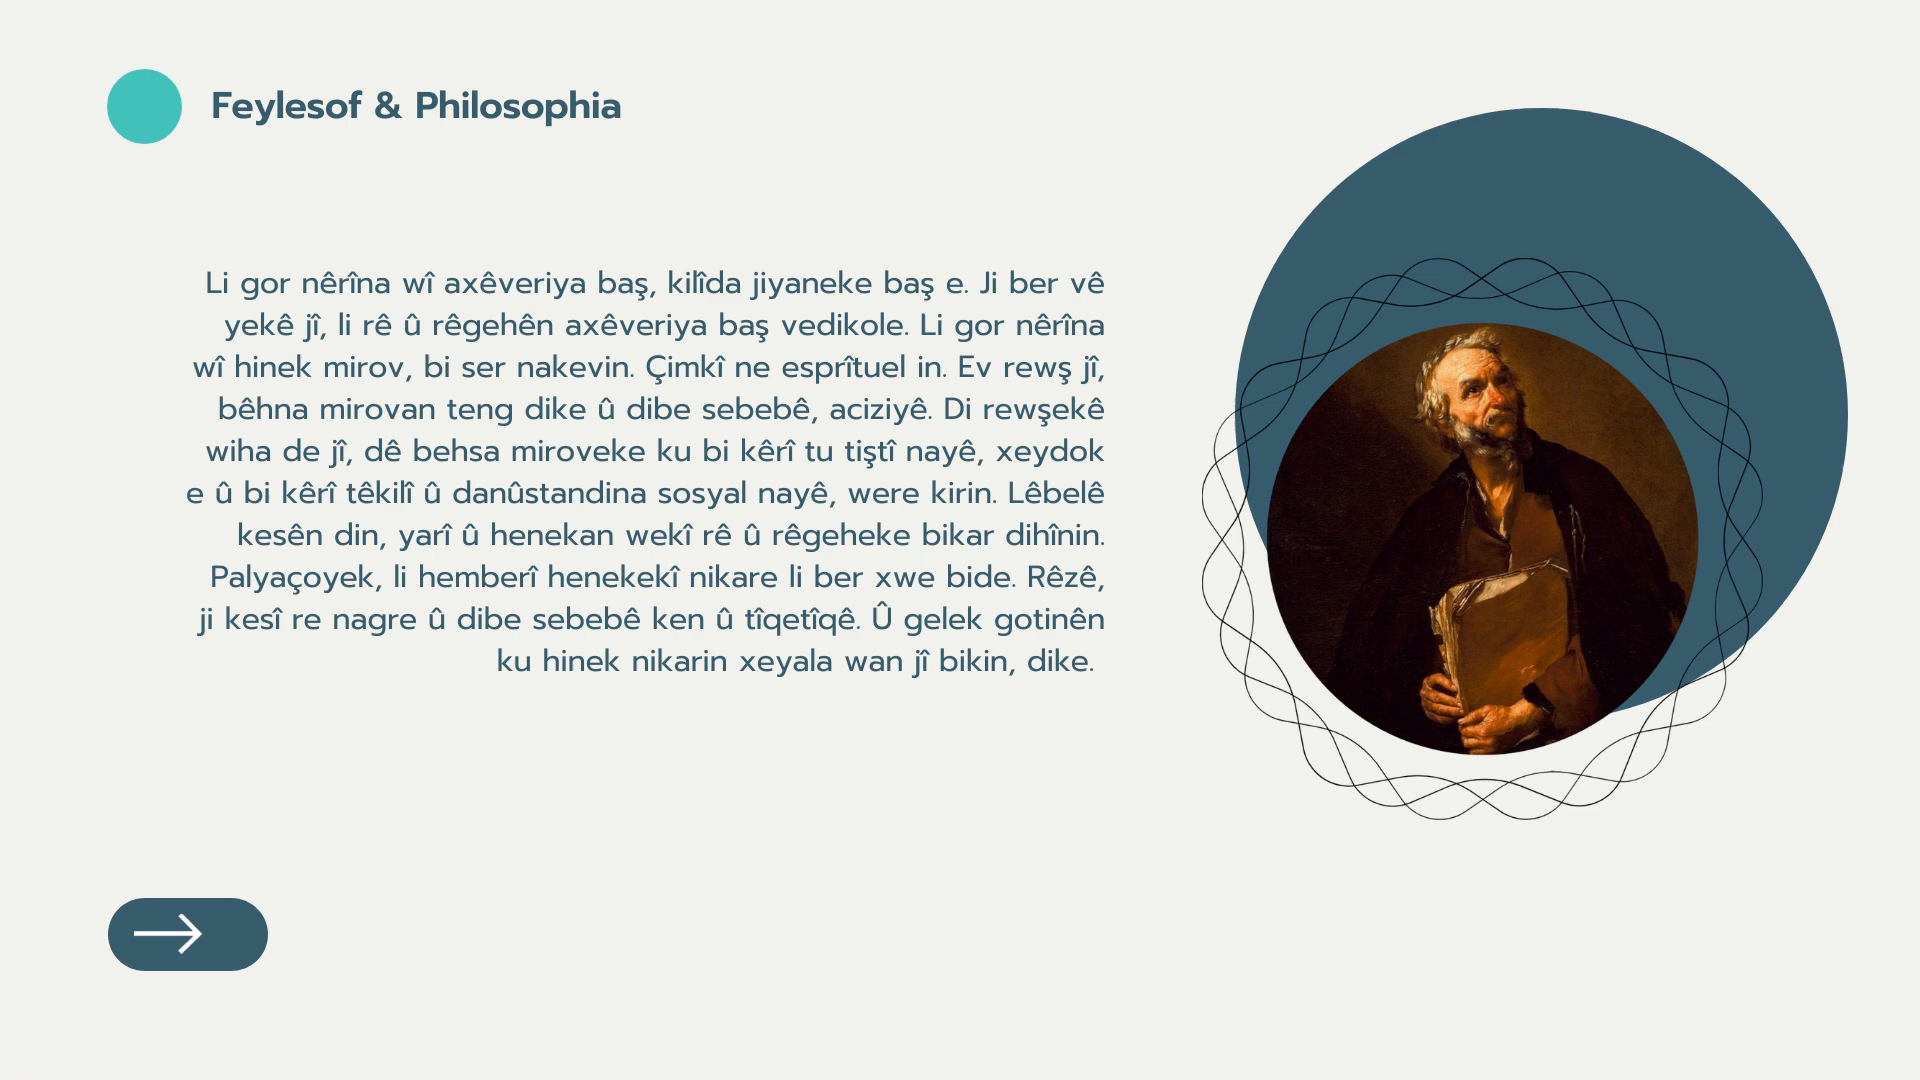 Feylesof & Philosophia
Li gor nêrîna wî axêveriya baş, kilîda jiyaneke baş e. Ji ber vê
yekê jî, li rê û rêgehên axêveriya baş vedikole. Li gor nêrîna
wî hinek mirov, bi ser nakevin. Çimkî ne esprîtuel in. Ev rewş jî,
bêhna mirovan teng dike û dibe sebebê, aciziyê. Di rewşekê
wiha de jî, dê behsa miroveke ku bi kêrî tu tiştî nayê, xeydok
e û bi kêrî têkilî û danûstandina sosyal nayê, were kirin. Lêbelê
kesên din, yarî û henekan wekî rê û rêgeheke bikar dihînin.
Palyaçoyek, li hemberî henekekî nikare li ber xwe bide. Rêzê,
ji kesî re nagre û dibe sebebê ken û tîqetîqê. Û gelek gotinên
ku hinek nikarin xeyala wan jî bikin, dike.